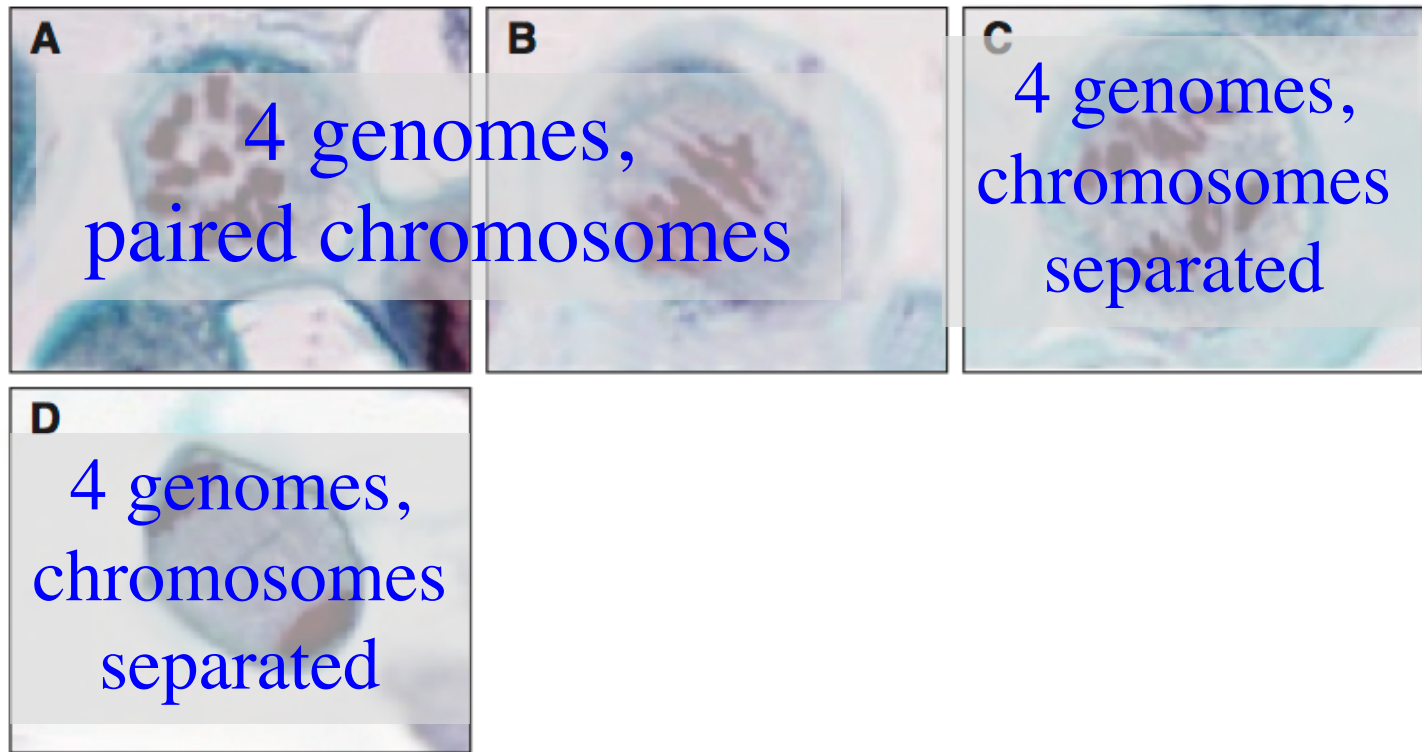 A
B
C
4 genomes,
paired chromosomes
4 genomes,
chromosomes
separated
D
4 genomes,
chromosomes
separated